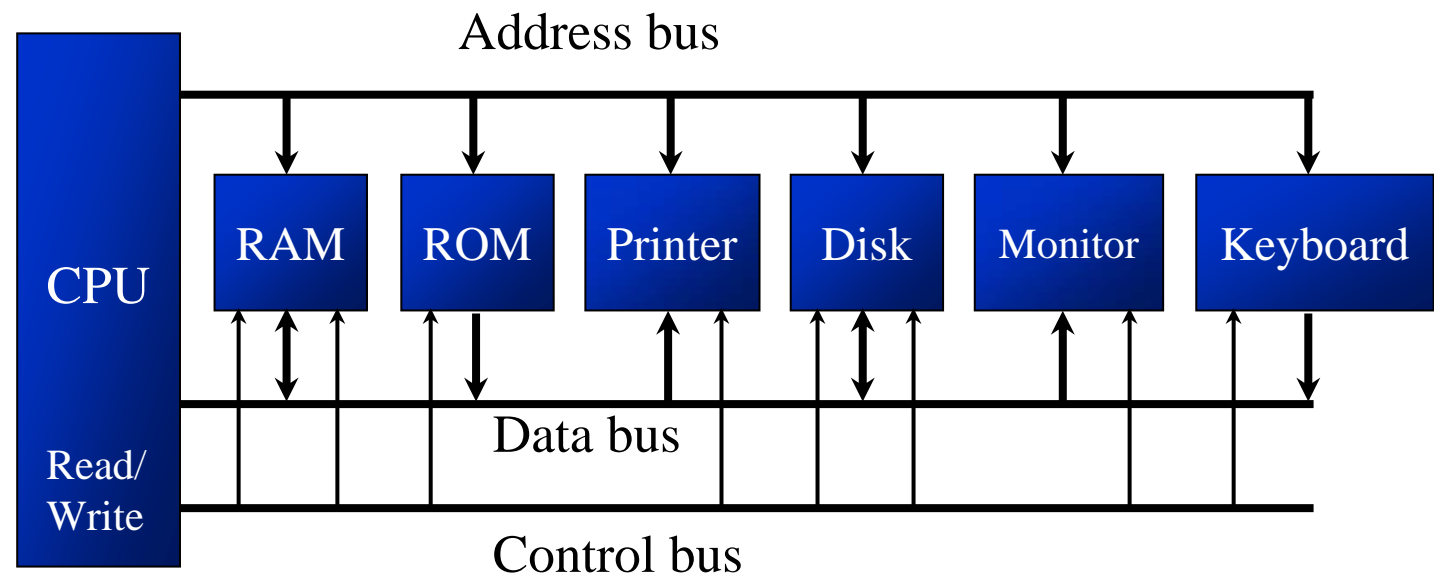 Address bus
CPU
RAM
ROM
Printer
Disk
Monitor
Keyboard
Data bus
Read/
Write
Control bus